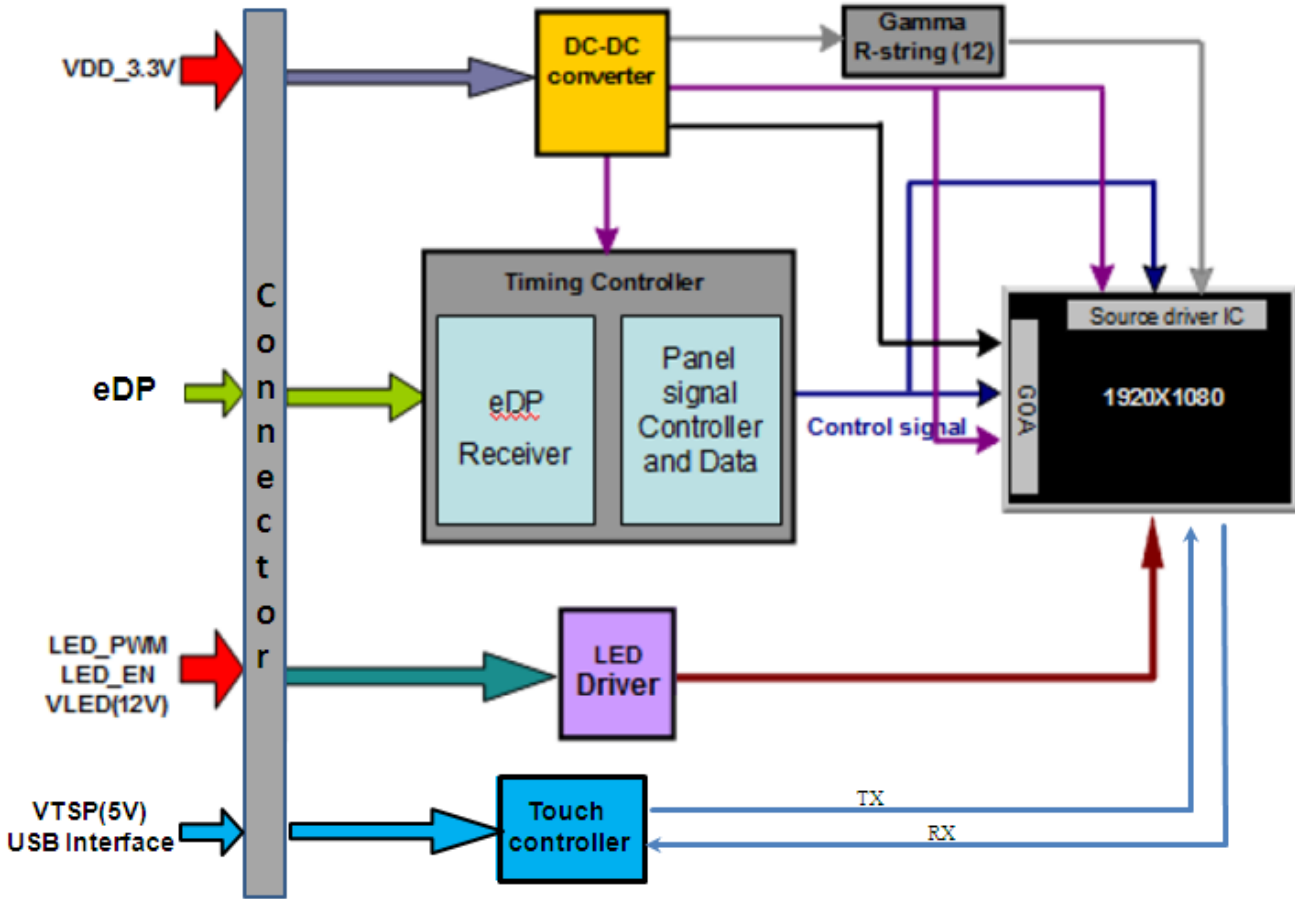 VDD_3.3V
DC-DC
converter
Gamma
R-string (12)
Connector
Timing Controller
eDP
Receiver
Panel
signal
Controller
and Data
eDP
Control signal
Source driver IC
GOA
1920X1080
LED_PWM
LED_EN
VLED(12V)
LED
Driver
VTSP(5V)
USB Interface
Touch
controller
TX
RX